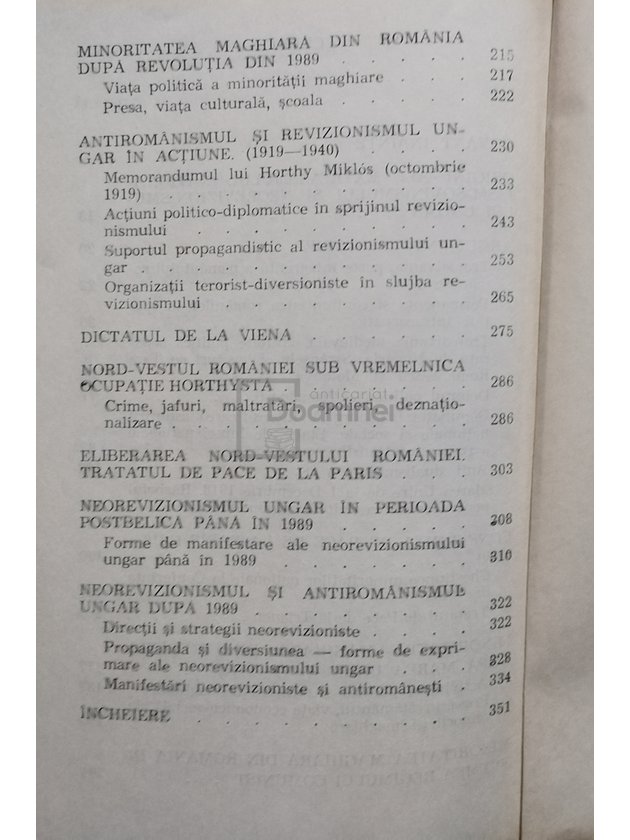 MINORITATEA MAGHIARĂ DIN ROMÂNIA
DUPĂ REVOLUȚIA DIN 1989 . . . . . 215
Viața politică a minorității maghiare . . . 217
Presa, viața culturală, școala . . . . . 222
ANTIROMÂNISMUL ȘI REVIZIONISMUL UN-
GAR ÎN ACȚIUNE. (1919—1940) . . . . 230
Memorandumul lui Horthy Miklós (octombrie
1919) . . . . . . . . . . . 233
Acțiuni politico-diplomatice în sprijinul revizio-
nismului . . . . . . . . . . 243
Suportul propagandistic al revizionismului un-
gar . . . . . . . . . . . . 253
Organizații terorist-diversioniste în slujba re-
vizionismului . . . . . . . . . 265
DICTATUL DE LA VIENA . . . . . . 275
NORD-VESTUL ROMÂNIEI SUB VREMELNICA
OCUPAȚIE HORTHYSTĂ . . . . . . 286
Crime, jafuri, maltratări, spolieri, deznațio-
nalizare . . . . . . . . . . 286
ELIBERAREA NORD-VESTULUI ROMÂNIEI.
TRATATUL DE PACE DE LA PARIS . . . 303
NEOREVIZIONISMUL UNGAR ÎN PERIOADA
POSTBELICĂ PÂNĂ ÎN 1989 . . . . . 308
Forme de manifestare ale neorevizionismului
ungar până în 1989 . . . . . . . 310
NEOREVIZIONISMUL ȘI ANTIROMÂNISMUL
UNGAR DUPĂ 1989 . . . . . . . . 322
Direcții și strategii neorevizioniste . . . . 322
Propaganda și diversiunea — forme de expri-
mare ale neorevizionismului ungar . . . 328
Manifestări neorevizioniste și antiromânești . 334
ÎNCHEIERE . . . . . . . . . . 351
anticariat
Doamnei